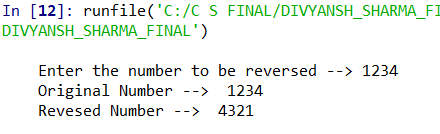 In [12]: runfile('C:/C S FINAL/DIVYANSH_SHARMA_FI
DIVYANSH_SHARMA_FINAL')
Enter the number to be reversed --> 1234
Original Number -->  1234
Revesed Number -->  4321